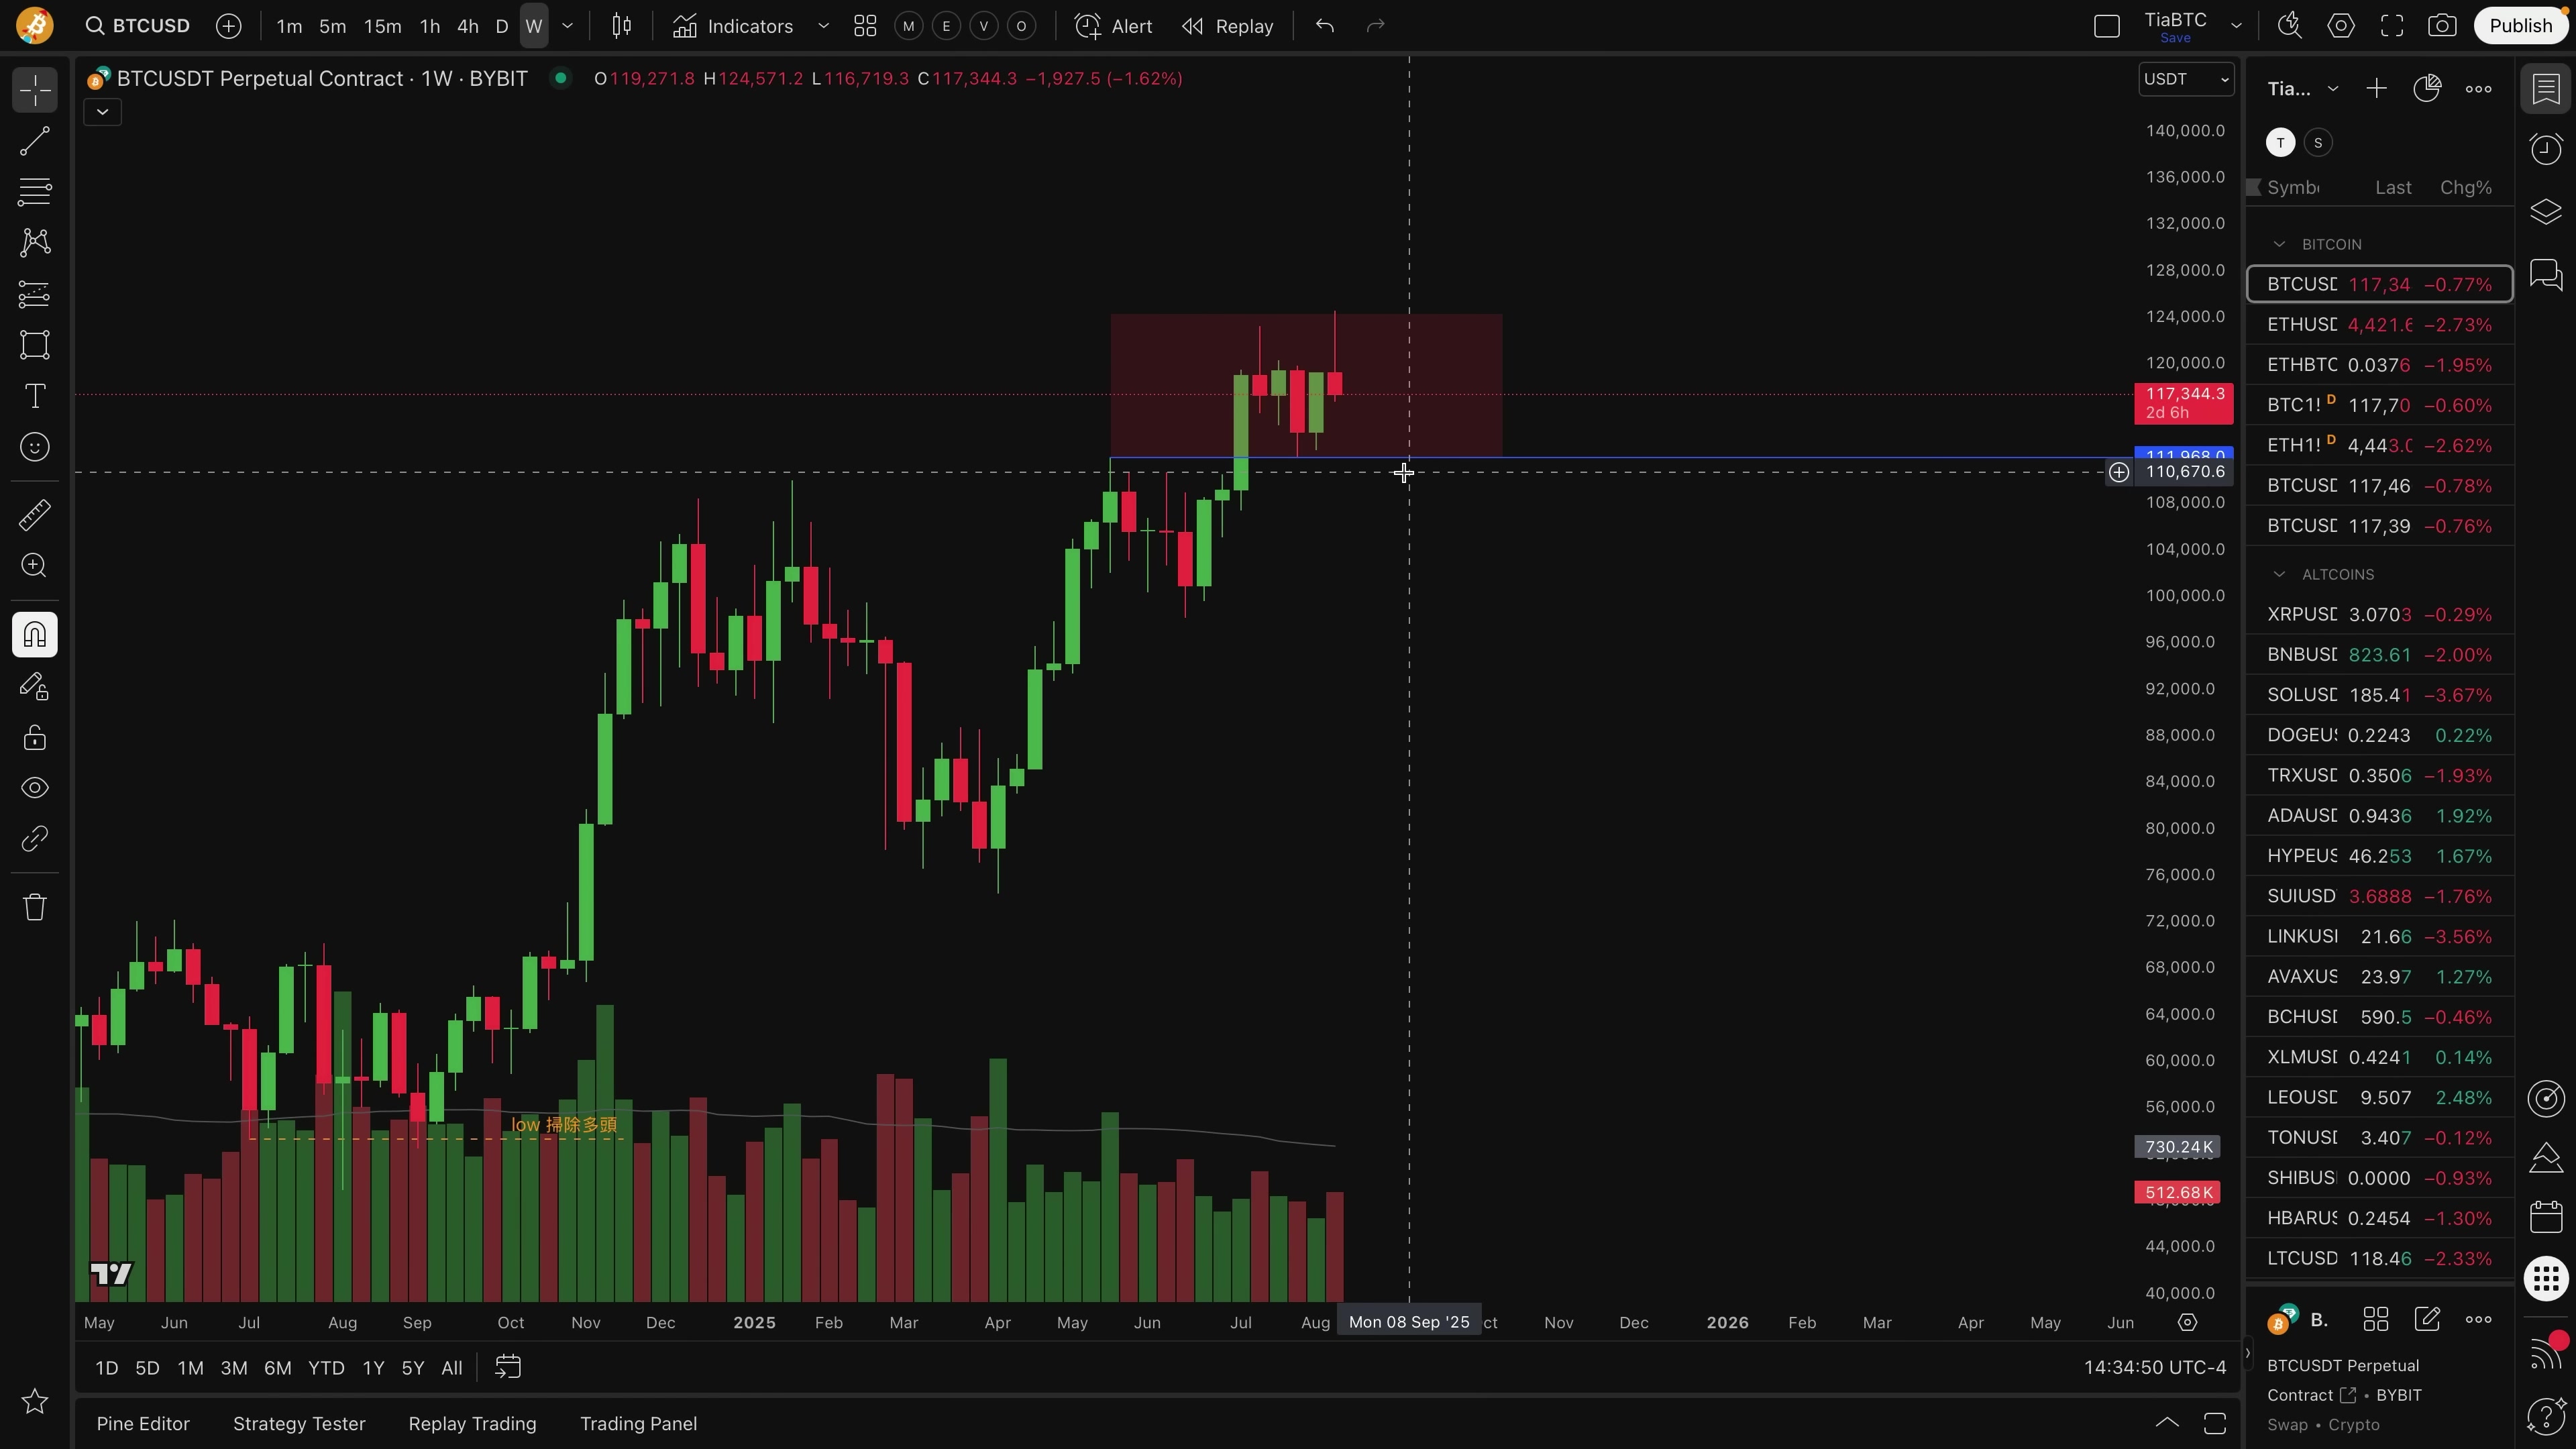 BTCUSD 1m 5m 15m 1h 4h D W Indicators M E V O Alert Replay TiaBTC Save Publish
BTCUSDT Perpetual Contract · 1W · BYBIT O119,271.8 H124,571.2 L116,719.3 C117,344.3 −1,927.5 (−1.62%)
USDT
140,000.0
136,000.0
132,000.0
128,000.0
124,000.0
120,000.0
117,344.3
2d 6h
111,968.0
110,670.6
108,000.0
104,000.0
100,000.0
96,000.0
92,000.0
88,000.0
84,000.0
80,000.0
76,000.0
72,000.0
68,000.0
64,000.0
60,000.0
56,000.0
730.24K
512.68K
44,000.0
40,000.0
low 掃除多頭
May Jun Jul Aug Sep Oct Nov Dec 2025 Feb Mar Apr May Jun Jul Aug Mon 08 Sep '25 ct Nov Dec 2026 Feb Mar Apr May Jun
1D 5D 1M 3M 6M YTD 1Y 5Y All
14:34:50 UTC-4
Pine Editor Strategy Tester Replay Trading Trading Panel
Tia...
T S
Symb Last Chg%
BITCOIN
BTCUSD 117,34 −0.77%
ETHUSD 4,421.6 −2.73%
ETHBTC 0.0376 −1.95%
BTC1! D 117,70 −0.60%
ETH1! D 4,443.0 −2.62%
BTCUSD 117,46 −0.78%
BTCUSD 117,39 −0.76%
ALTCOINS
XRPUSD 3.0703 −0.29%
BNBUSD 823.61 −2.00%
SOLUSD 185.41 −3.67%
DOGEUS 0.2243 0.22%
TRXUSD 0.3506 −1.93%
ADAUSD 0.9436 1.92%
HYPEUS 46.253 1.67%
SUIUSD 3.6888 −1.76%
LINKUSD 21.66 −3.56%
AVAXUS 23.97 1.27%
BCHUSD 590.5 −0.46%
XLMUSD 0.4241 0.14%
LEOUSD 9.507 2.48%
TONUSD 3.407 −0.12%
SHIBUS 0.0000 −0.93%
HBARUS 0.2454 −1.30%
LTCUSD 118.46 −2.33%
B.
BTCUSDT Perpetual
Contract • BYBIT
Swap • Crypto